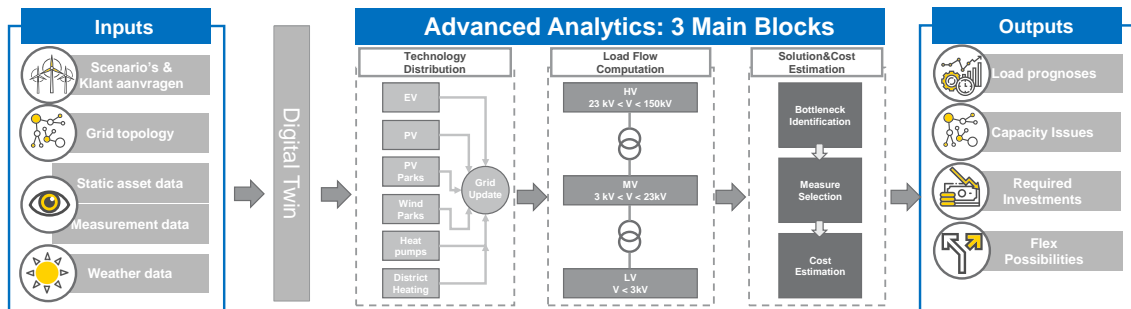 Inputs
Scenario's &
Klant aanvragen
Grid topology
Static asset data
Measurement data
Weather data
Digital Twin
Advanced Analytics: 3 Main Blocks
Technology
Distribution
EV
PV
PV
Parks
Wind
Parks
Heat
pumps
District
Heating
Grid
Update
Load Flow
Computation
HV
23 kV < V < 150kV
MV
3 kV < V < 23kV
LV
V < 3kV
Solution&Cost
Estimation
Bottleneck
Identification
Measure
Selection
Cost
Estimation
Outputs
Load prognoses
Capacity Issues
Required
Investments
Flex
Possibilities